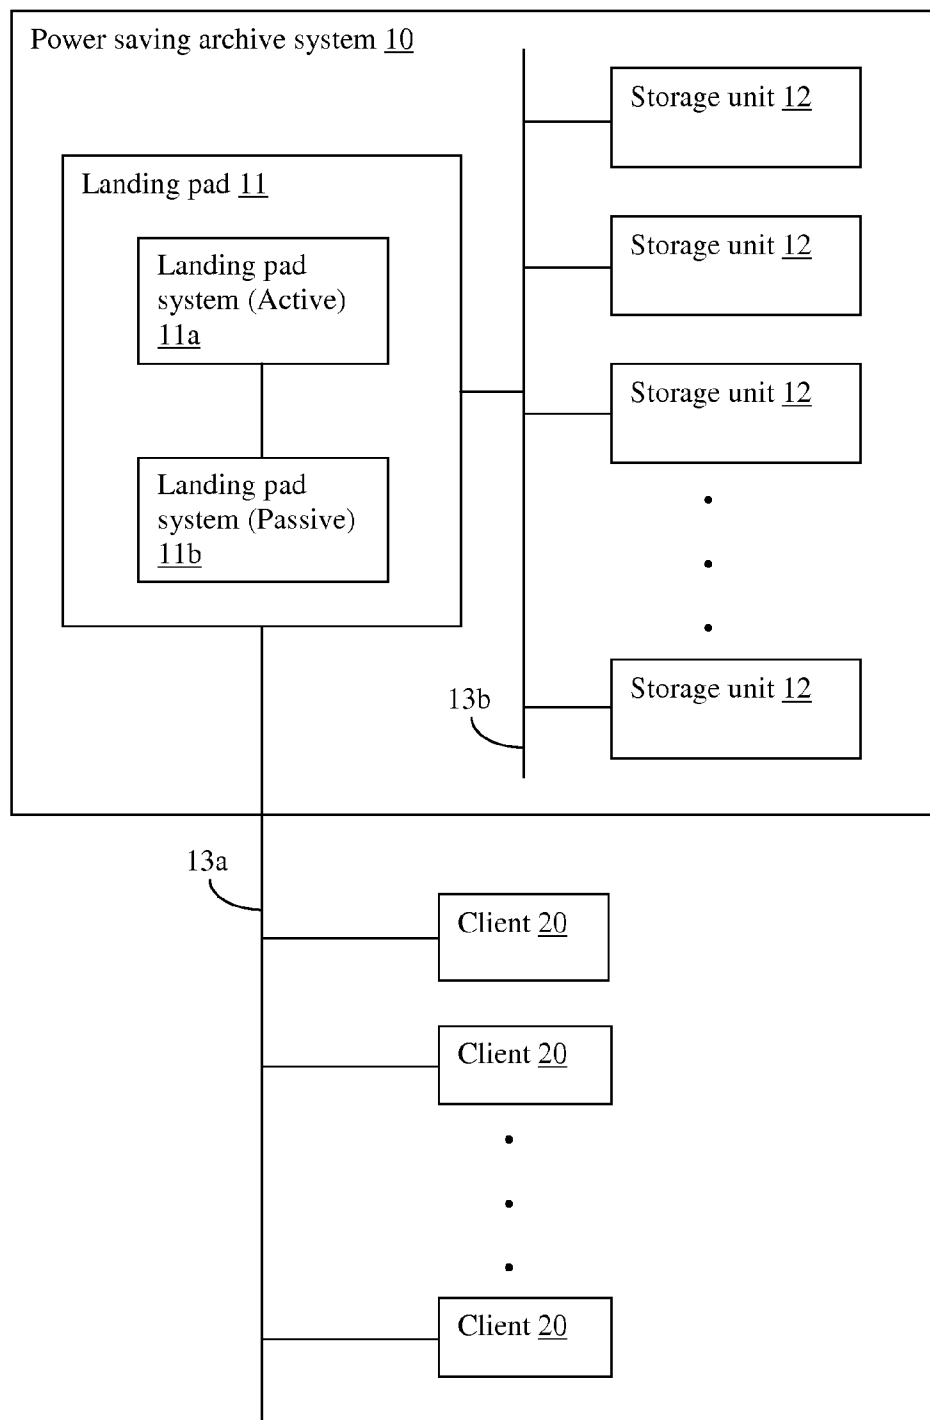 Power saving archive system 10
Storage unit 12
Landing pad 11
Storage unit 12
Landing pad
system (Active)
11a
Storage unit 12
Landing pad
system (Passive)
11b
Storage unit 12
13b
13a
Client 20
Client 20
Client 20